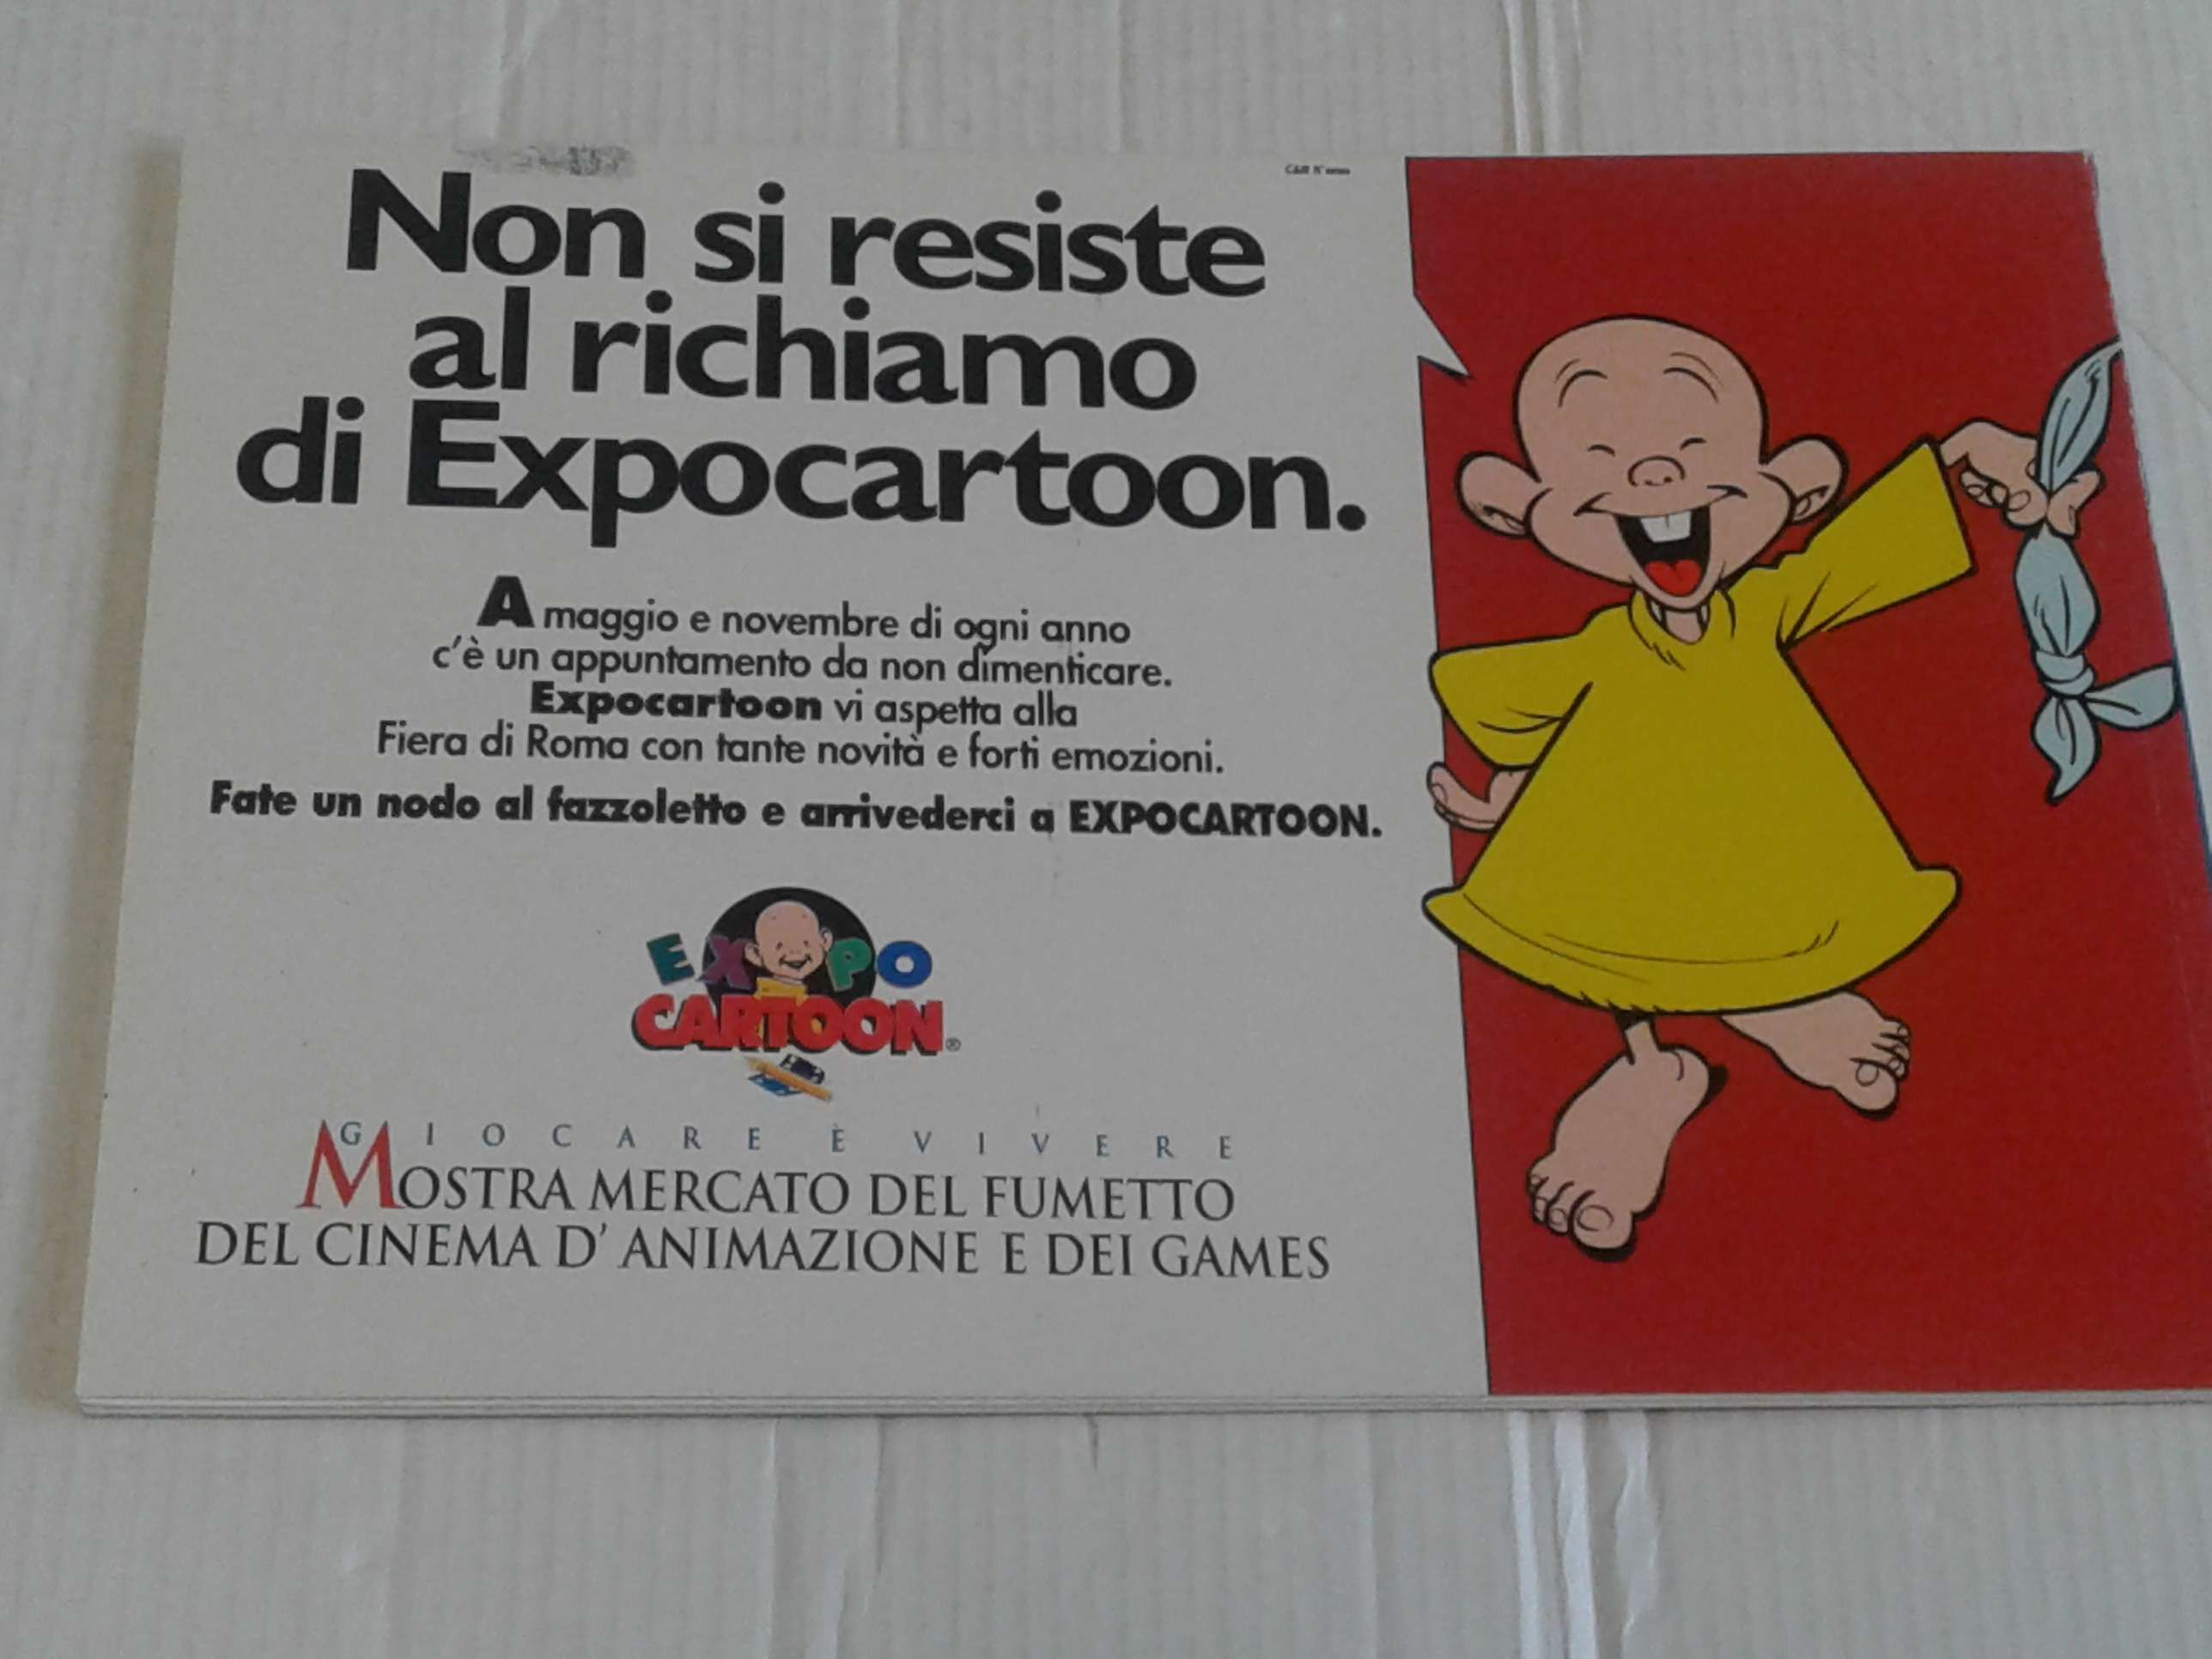 Non si resiste
al richiamo
di Expocartoon.
A maggio e novembre di ogni anno
c'è un appuntamento da non dimenticare.
Expocartoon vi aspetta alla
Fiera di Roma con tante novità e forti emozioni.
Fate un nodo al fazzoletto e arrivederci a EXPOCARTOON.
EXPO
CARTOON®
GIOCARE È VIVERE
MOSTRA MERCATO DEL FUMETTO
DEL CINEMA D'ANIMAZIONE E DEI GAMES